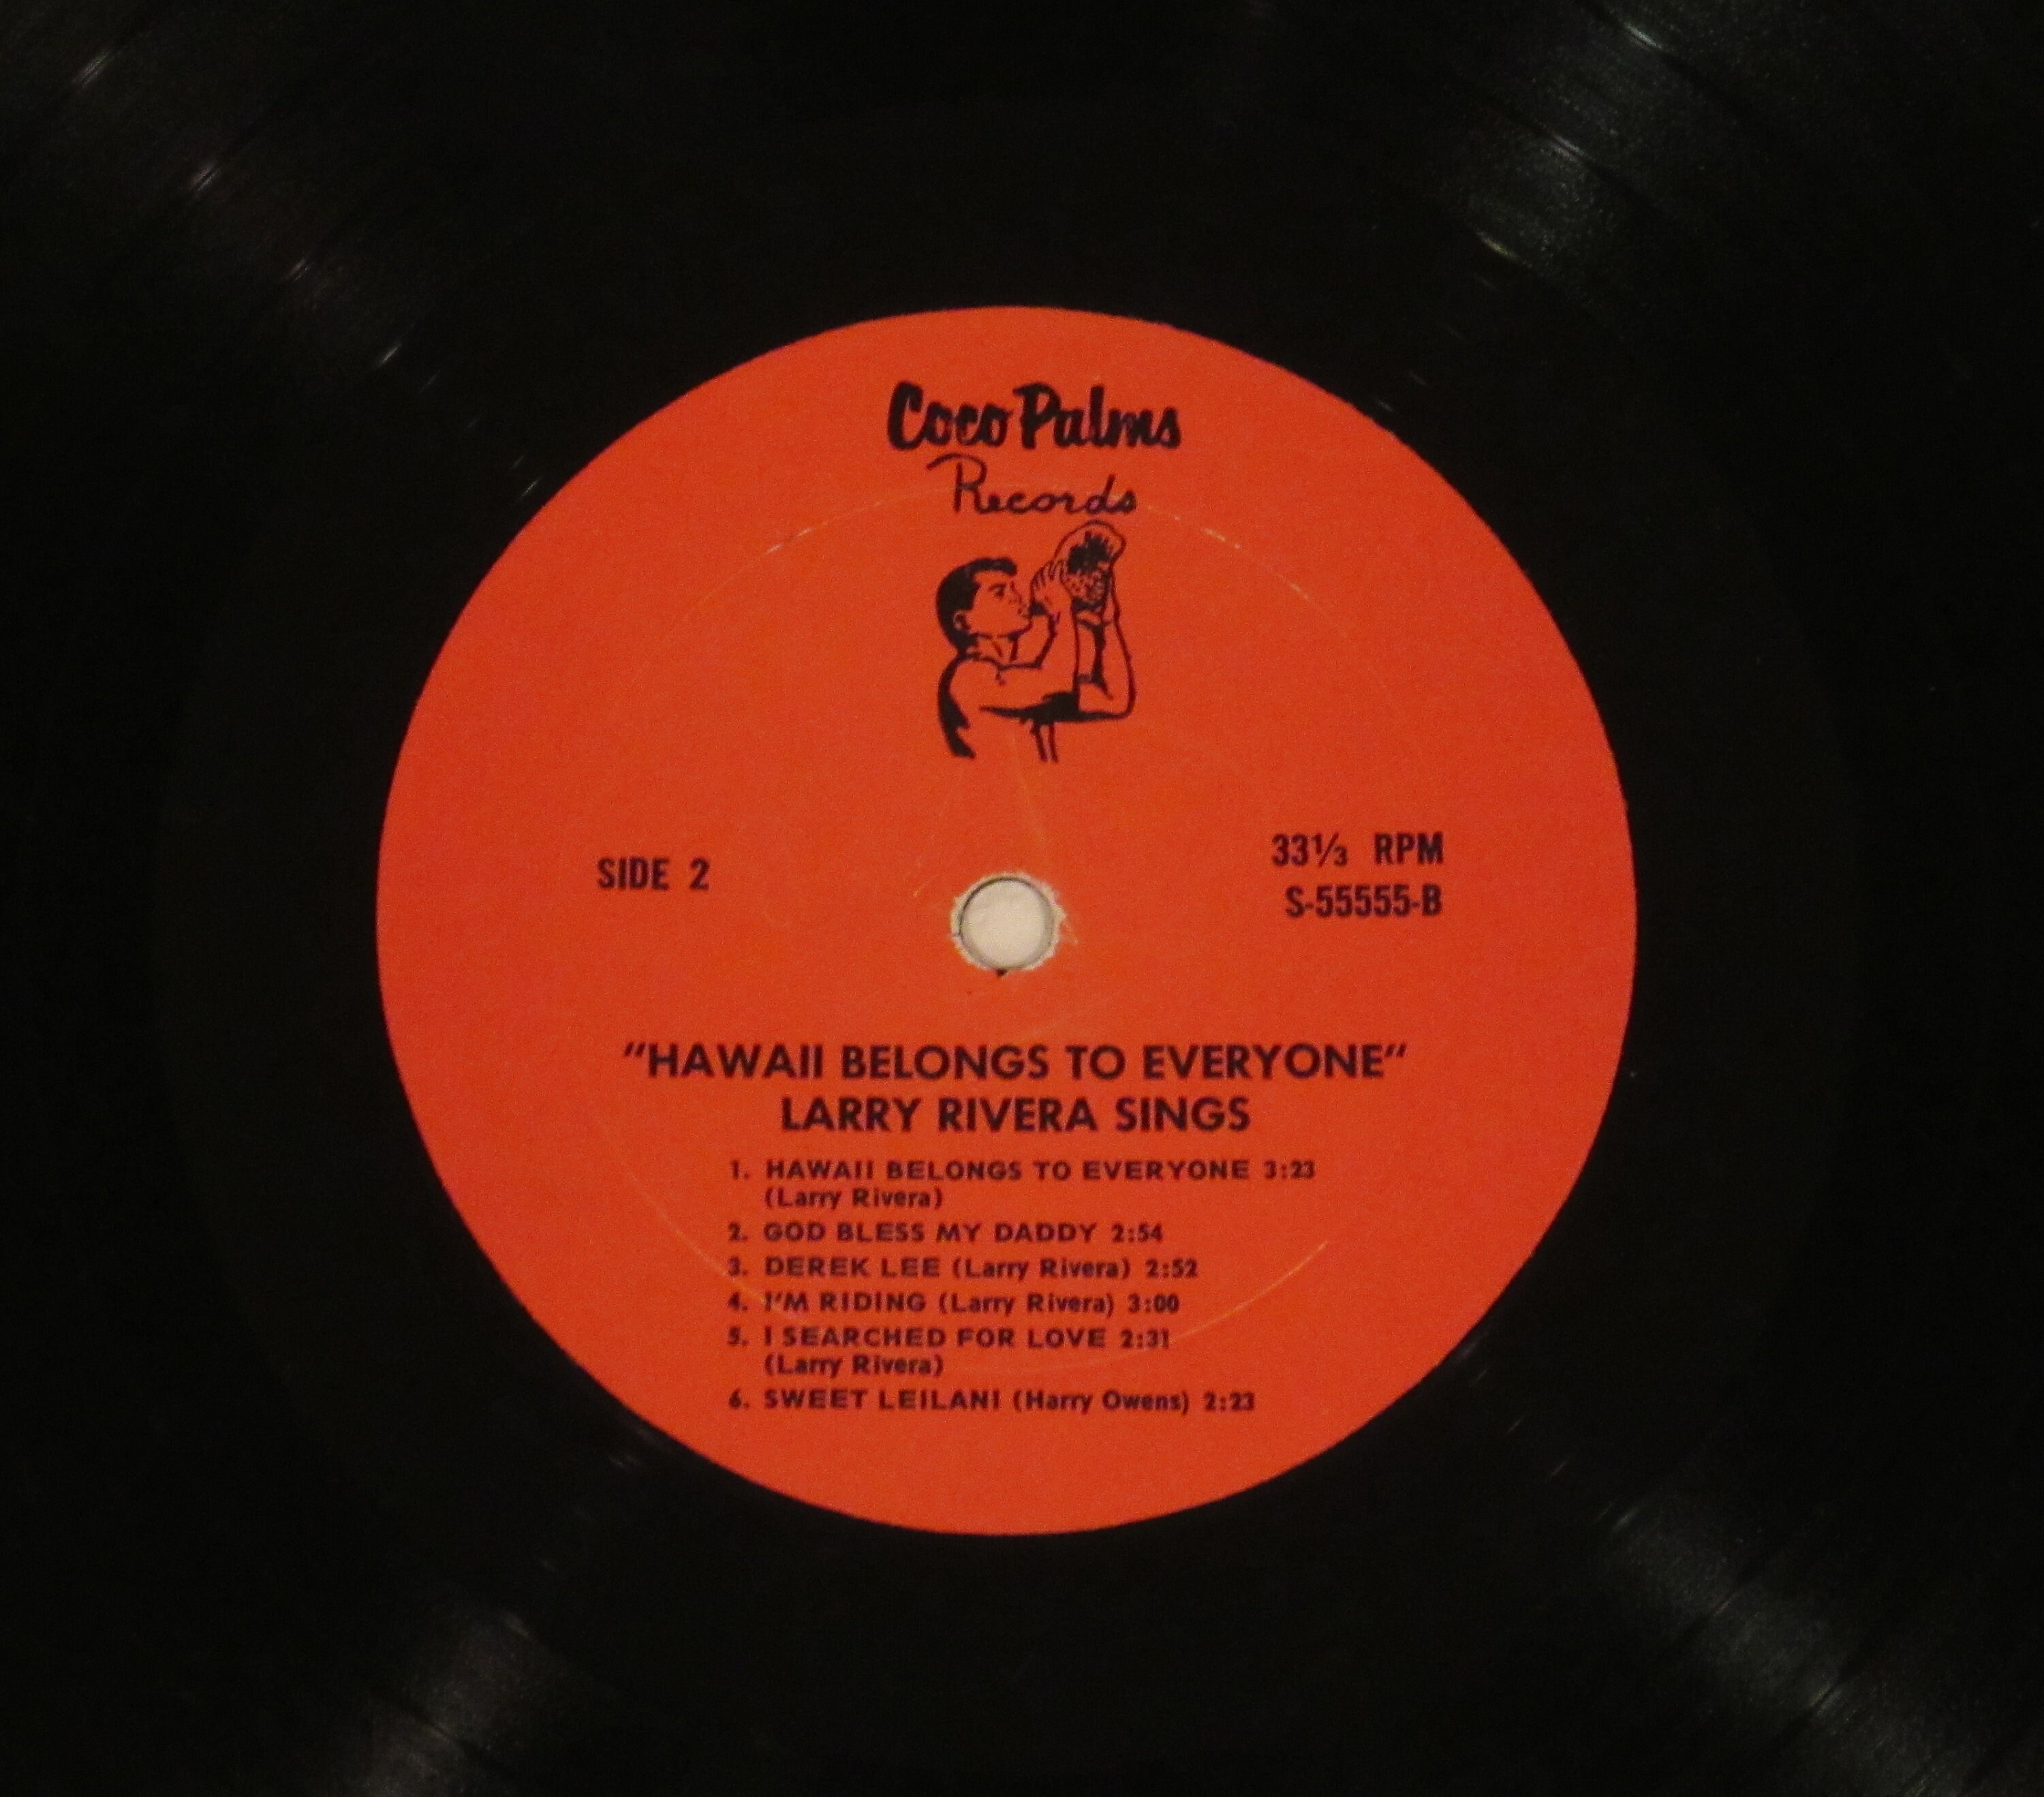 Coco Palms
Records
SIDE 2
33⅓ RPM
S-55555-B
"HAWAII BELONGS TO EVERYONE"
LARRY RIVERA SINGS
1. HAWAII BELONGS TO EVERYONE 3:23
(Larry Rivera)
2. GOD BLESS MY DADDY 2:54
3. DEREK LEE (Larry Rivera) 2:52
4. I'M RIDING (Larry Rivera) 3:00
5. I SEARCHED FOR LOVE 2:31
(Larry Rivera)
6. SWEET LEILANI (Harry Owens) 2:23